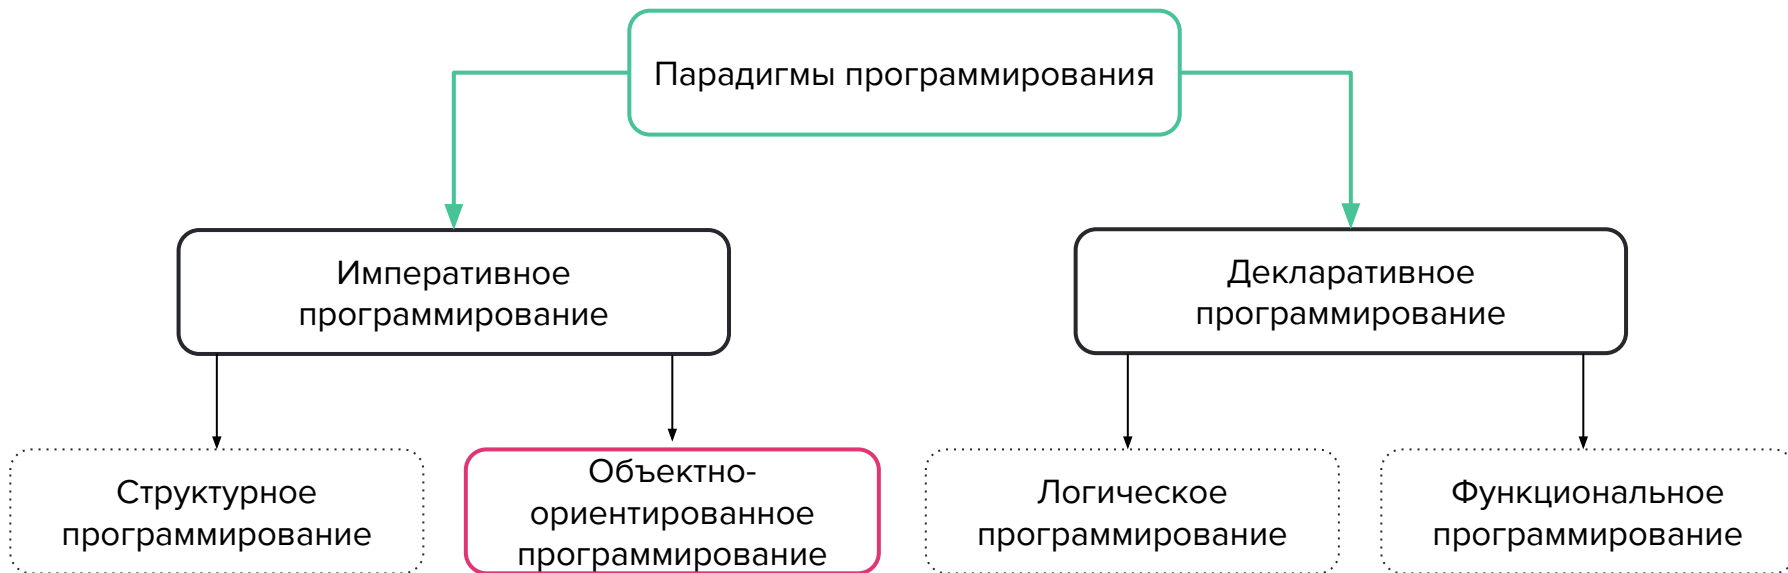 Парадигмы программирования
Императивное
программирование
Декларативное
программирование
Структурное
программирование
Объектно-
ориентированное
программирование
Логическое
программирование
Функциональное
программирование